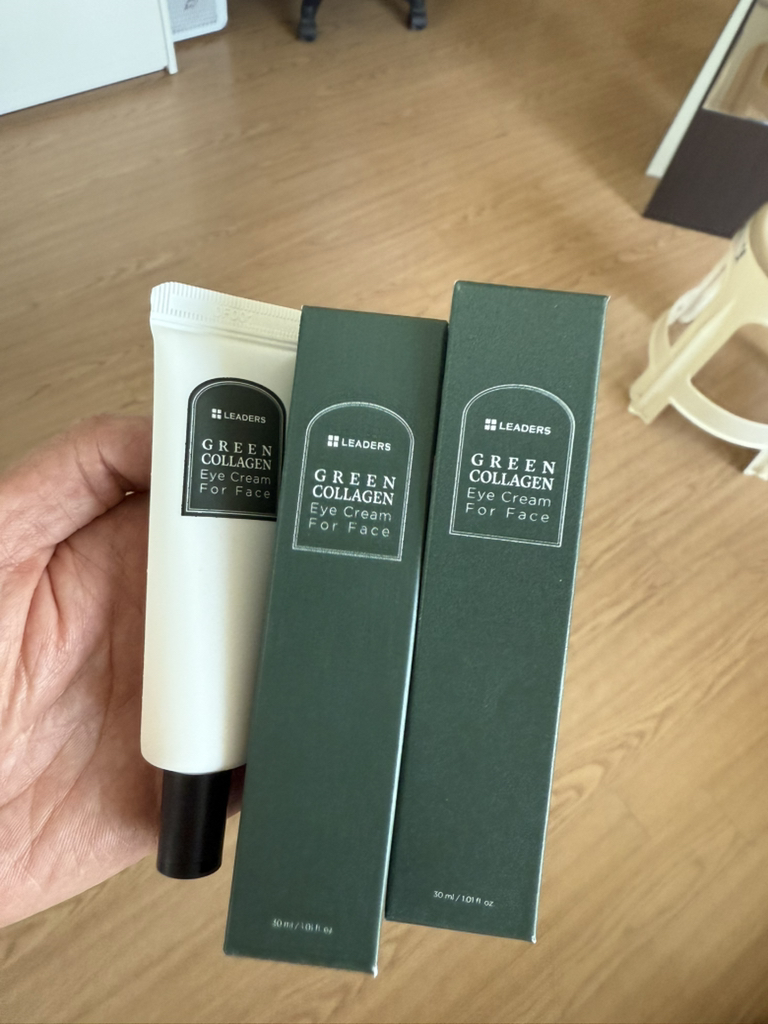 LEADERS
GREEN
COLLAGEN
Eye Cream
For Face
LEADERS
GREEN
COLLAGEN
Eye Cream
For Face
30 ml / 1.01 fl oz
LEADERS
GREEN
COLLAGEN
Eye Cream
For Face
30 ml / 1.01 fl oz